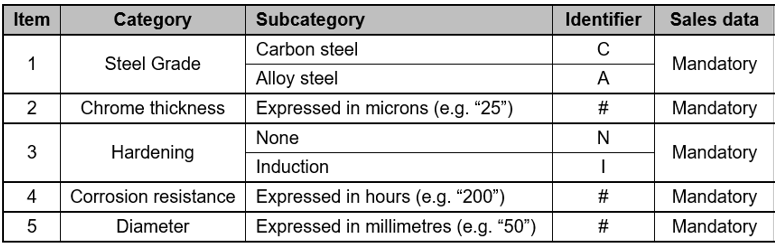 Item Category Subcategory Identifier Sales data
1 Steel Grade Carbon steel C Mandatory
Alloy steel A
2 Chrome thickness Expressed in microns (e.g. “25”) # Mandatory
3 Hardening None N Mandatory
Induction I
4 Corrosion resistance Expressed in hours (e.g. “200”) # Mandatory
5 Diameter Expressed in millimetres (e.g. “50”) # Mandatory